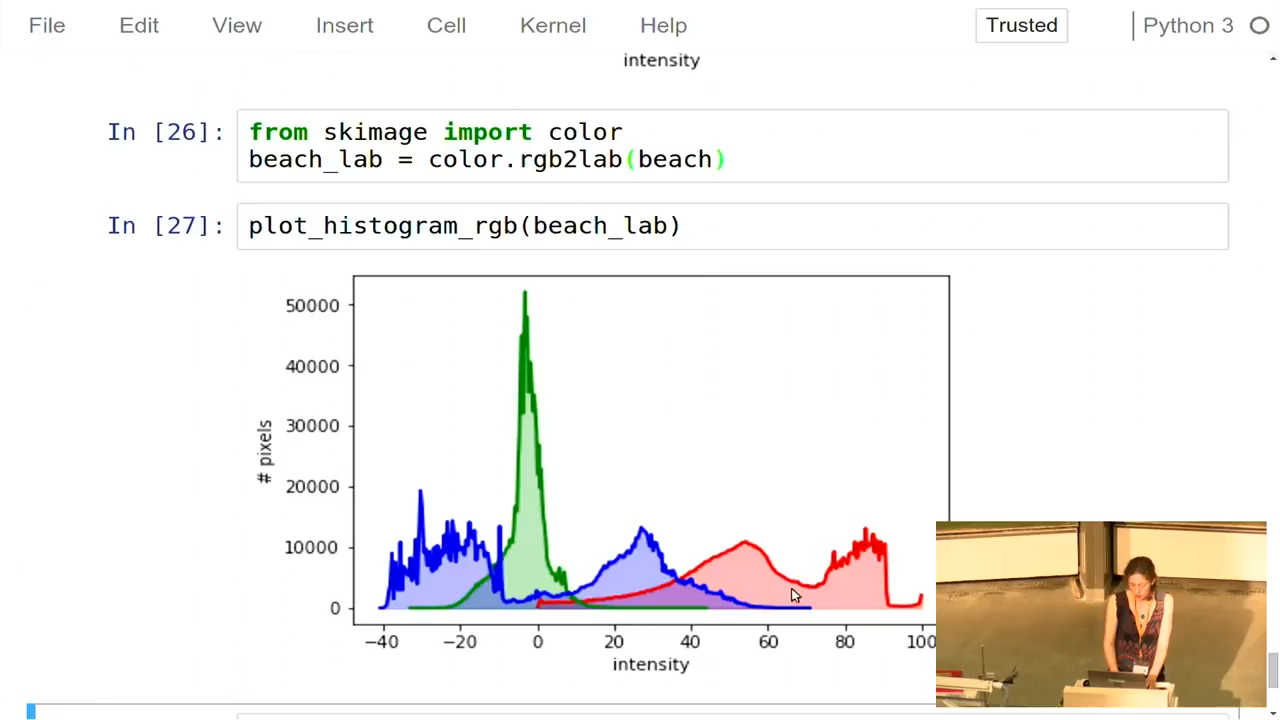 File Edit View Insert Cell Kernel Help Trusted Python 3
intensity
In [26]: from skimage import color
beach_lab = color.rgb2lab(beach)
In [27]: plot_histogram_rgb(beach_lab)
50000
40000
30000
20000
10000
0
# pixels
−40 −20 0 20 40 60 80 100
intensity